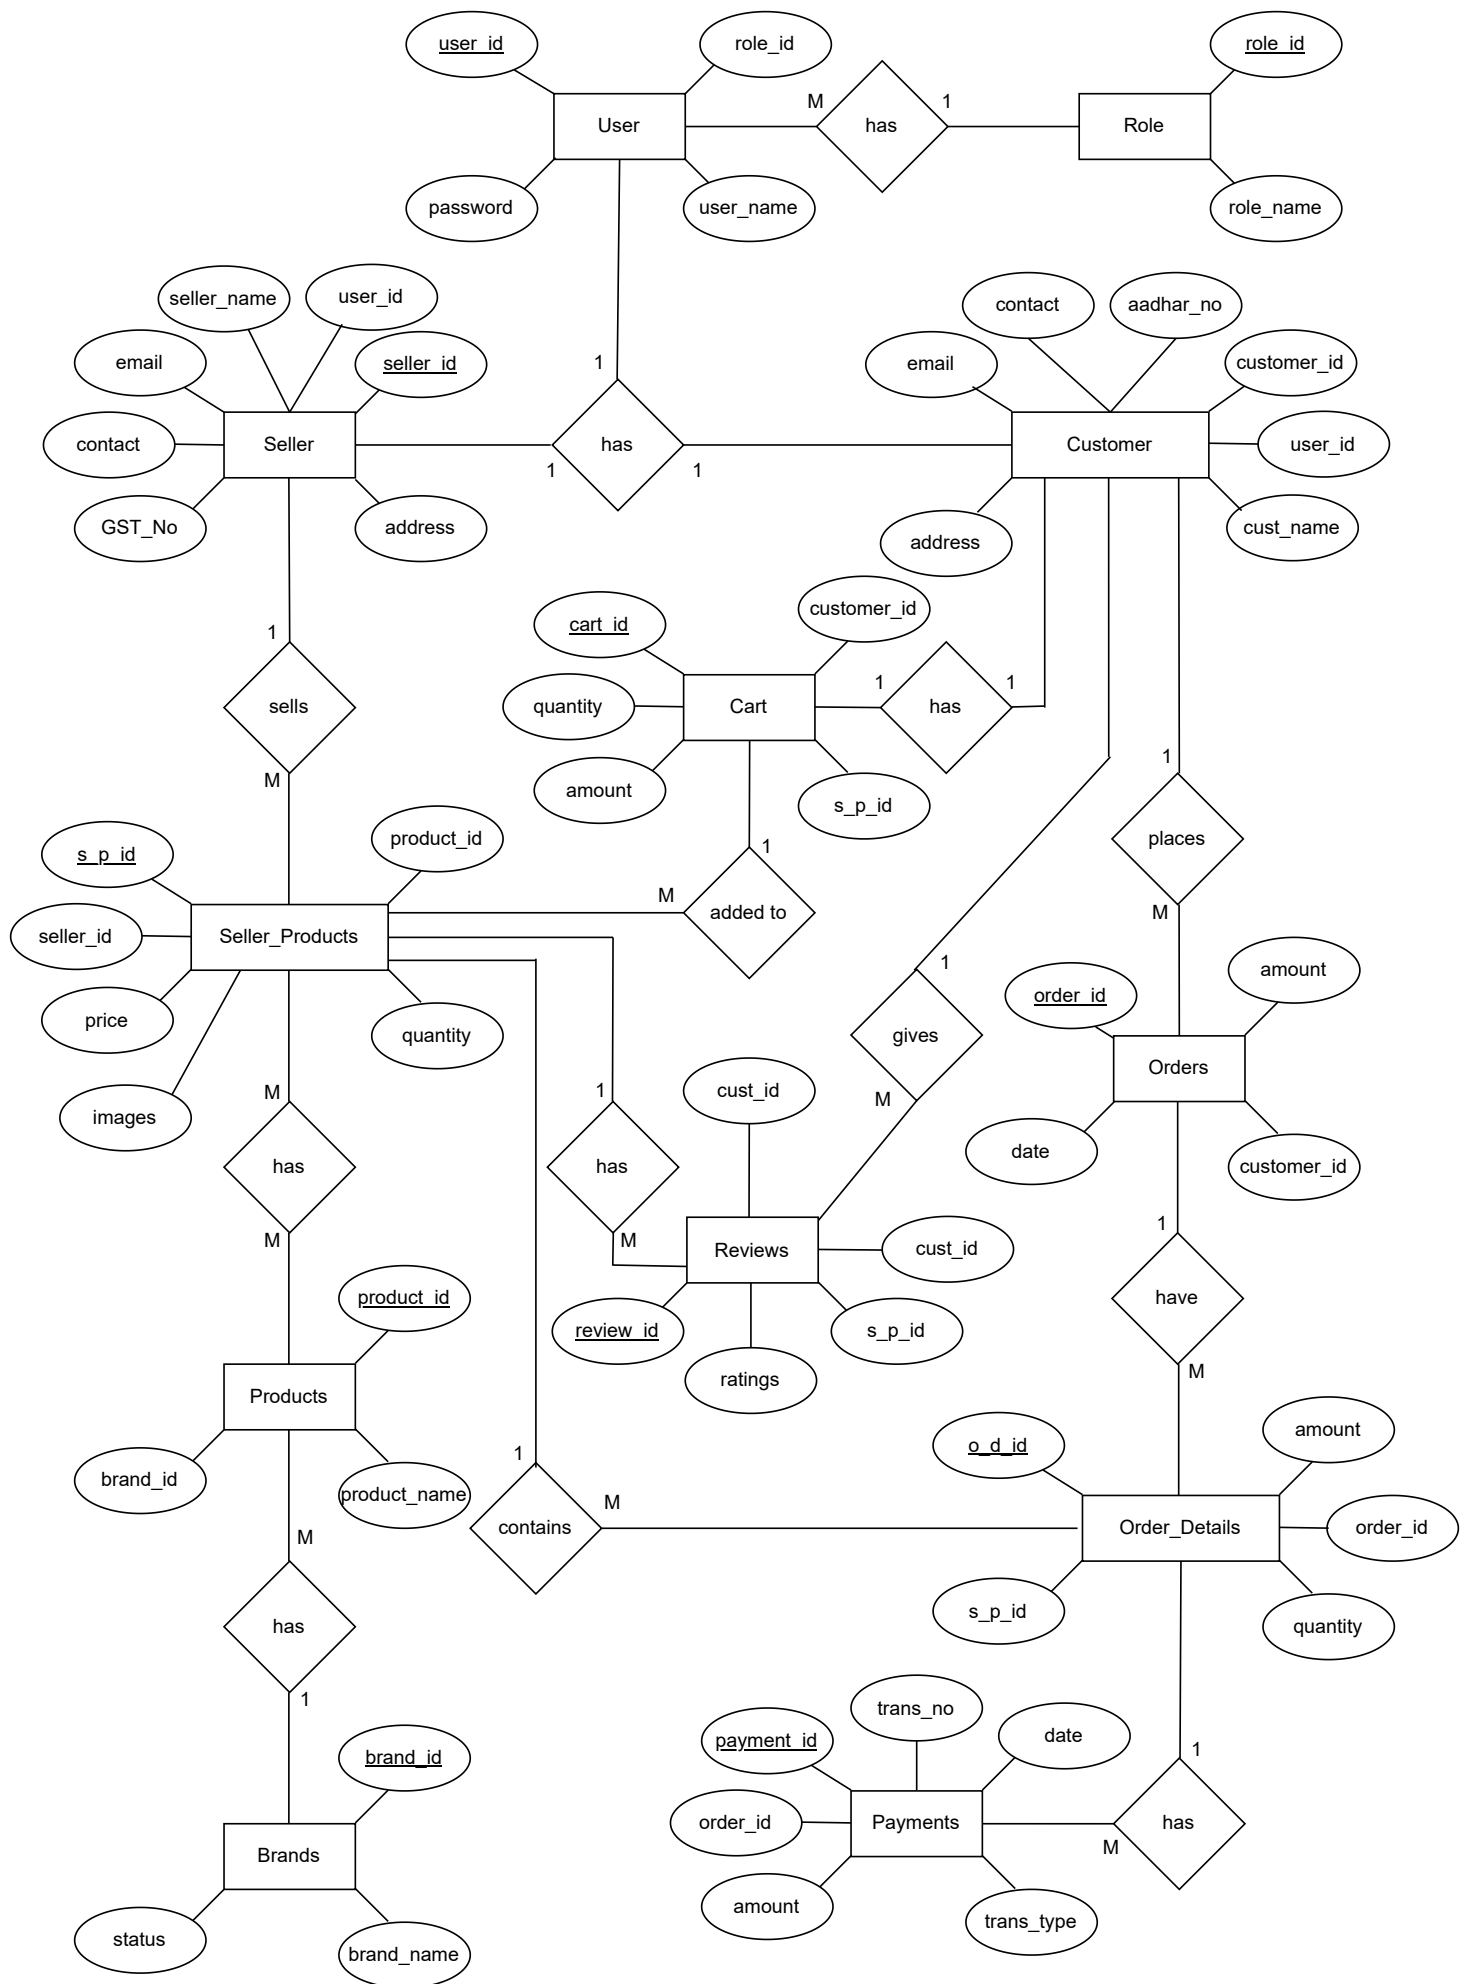 user_id
role_id
role_id
M
1
User
has
Role
password
user_name
role_name
seller_name
user_id
contact
aadhar_no
email
seller_id
1
email
customer_id
contact
Seller
has
Customer
user_id
1
1
GST_No
address
address
cust_name
cart_id
customer_id
1
quantity
Cart
1
has
1
sells
1
M
amount
s_p_id
product_id
places
s_p_id
1
M
added to
M
seller_id
Seller_Products
1
amount
order_id
price
quantity
gives
Orders
M
images
1
cust_id
M
date
customer_id
has
has
1
M
M
Reviews
cust_id
product_id
have
review_id
s_p_id
ratings
M
Products
amount
o_d_id
1
brand_id
product_name
M
contains
Order_Details
order_id
M
s_p_id
quantity
has
1
trans_no
payment_id
date
1
brand_id
order_id
Payments
has
M
Brands
amount
trans_type
status
brand_name